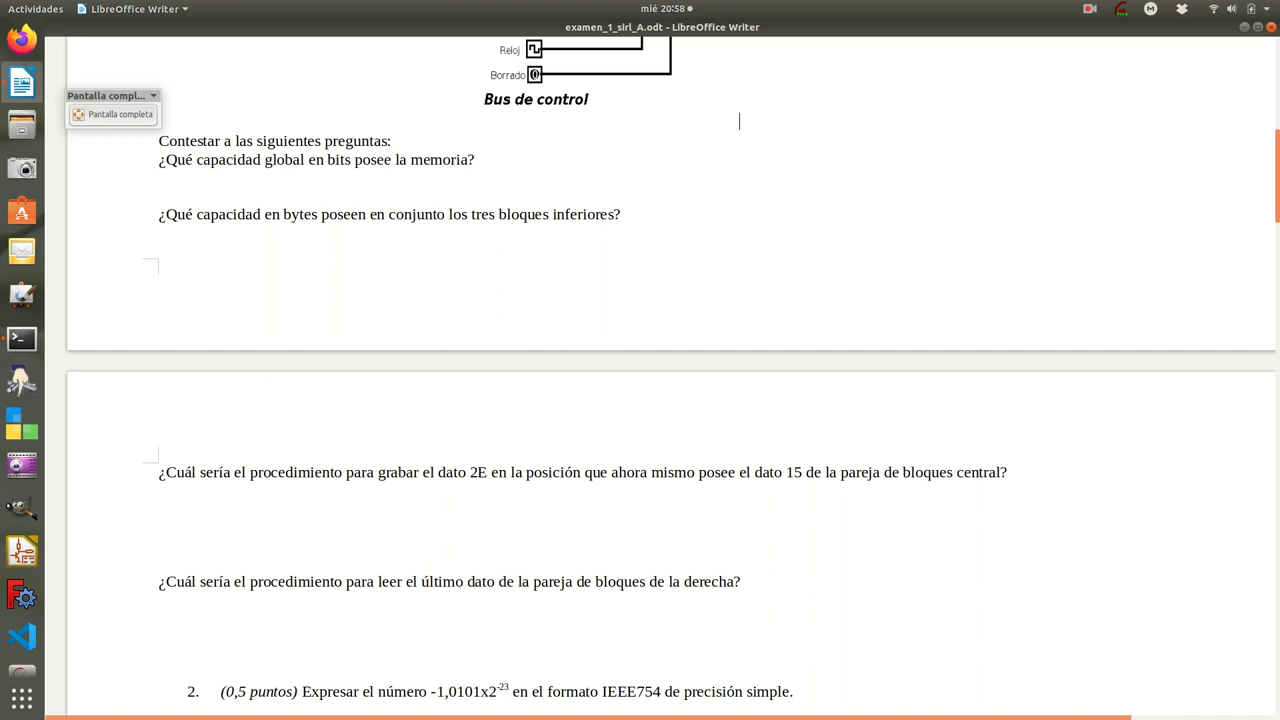 Actividades LibreOffice Writer mié 20:58
examen_1_sirl_A.odt - LibreOffice Writer
Reloj
Borrado 0
Bus de control
Pantalla compl...
Pantalla completa
Contestar a las siguientes preguntas:
¿Qué capacidad global en bits posee la memoria?
¿Qué capacidad en bytes poseen en conjunto los tres bloques inferiores?
¿Cuál sería el procedimiento para grabar el dato 2E en la posición que ahora mismo posee el dato 15 de la pareja de bloques central?
¿Cuál sería el procedimiento para leer el último dato de la pareja de bloques de la derecha?
2. (0,5 puntos) Expresar el número -1,0101x2-23 en el formato IEEE754 de precisión simple.